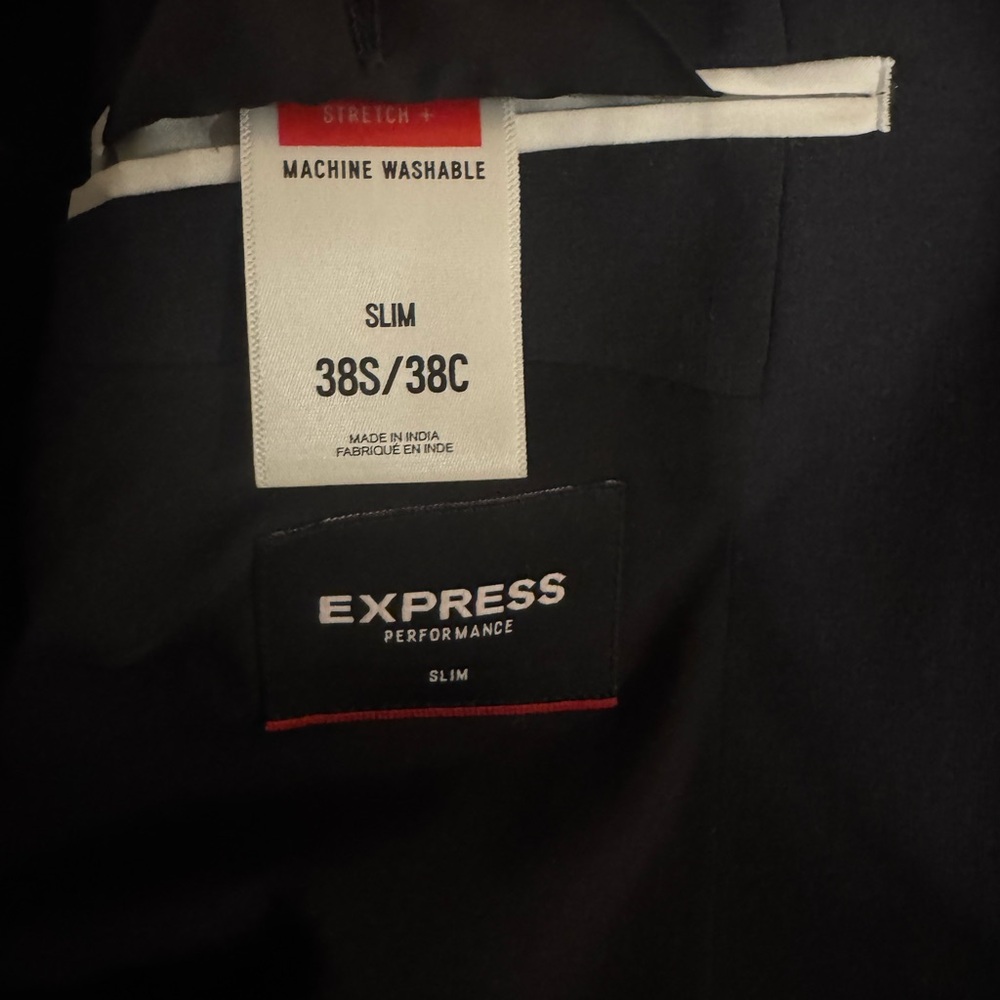 STRETCH +
MACHINE WASHABLE
SLIM
38S/38C
MADE IN INDIA
FABRIQUÉ EN INDE
EXPRESS
PERFORMANCE
SLIM